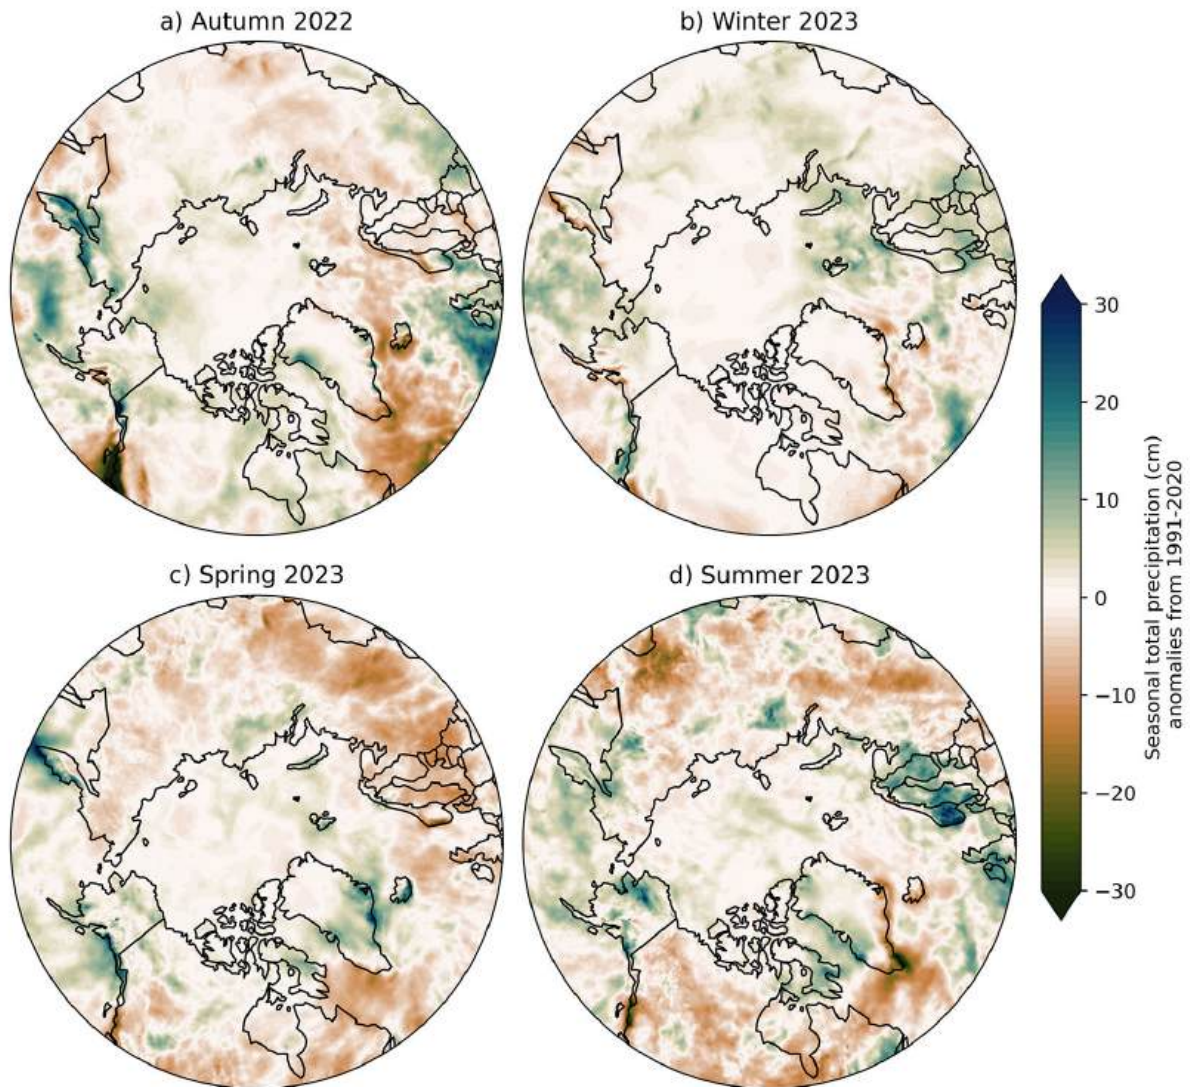 a) Autumn 2022
b) Winter 2023
c) Spring 2023
d) Summer 2023
30
20
10
0
−10
−20
−30
Seasonal total precipitation (cm)
anomalies from 1991-2020